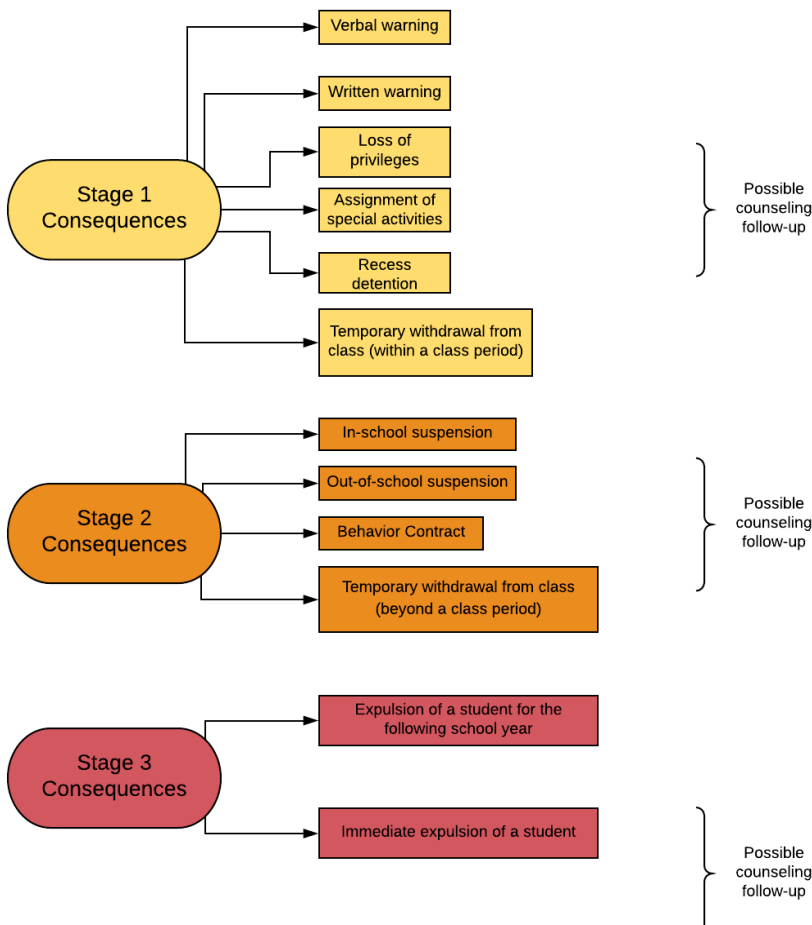 Verbal warning
Written warning
Loss of
privileges
Stage 1
Consequences
Assignment of
special activities
Recess
detention
Temporary withdrawal from
class (within a class period)
Possible
counseling
follow-up
In-school suspension
Out-of-school suspension
Stage 2
Consequences
Behavior Contract
Temporary withdrawal from class
(beyond a class period)
Possible
counseling
follow-up
Expulsion of a student for the
following school year
Stage 3
Consequences
Immediate expulsion of a student
Possible
counseling
follow-up